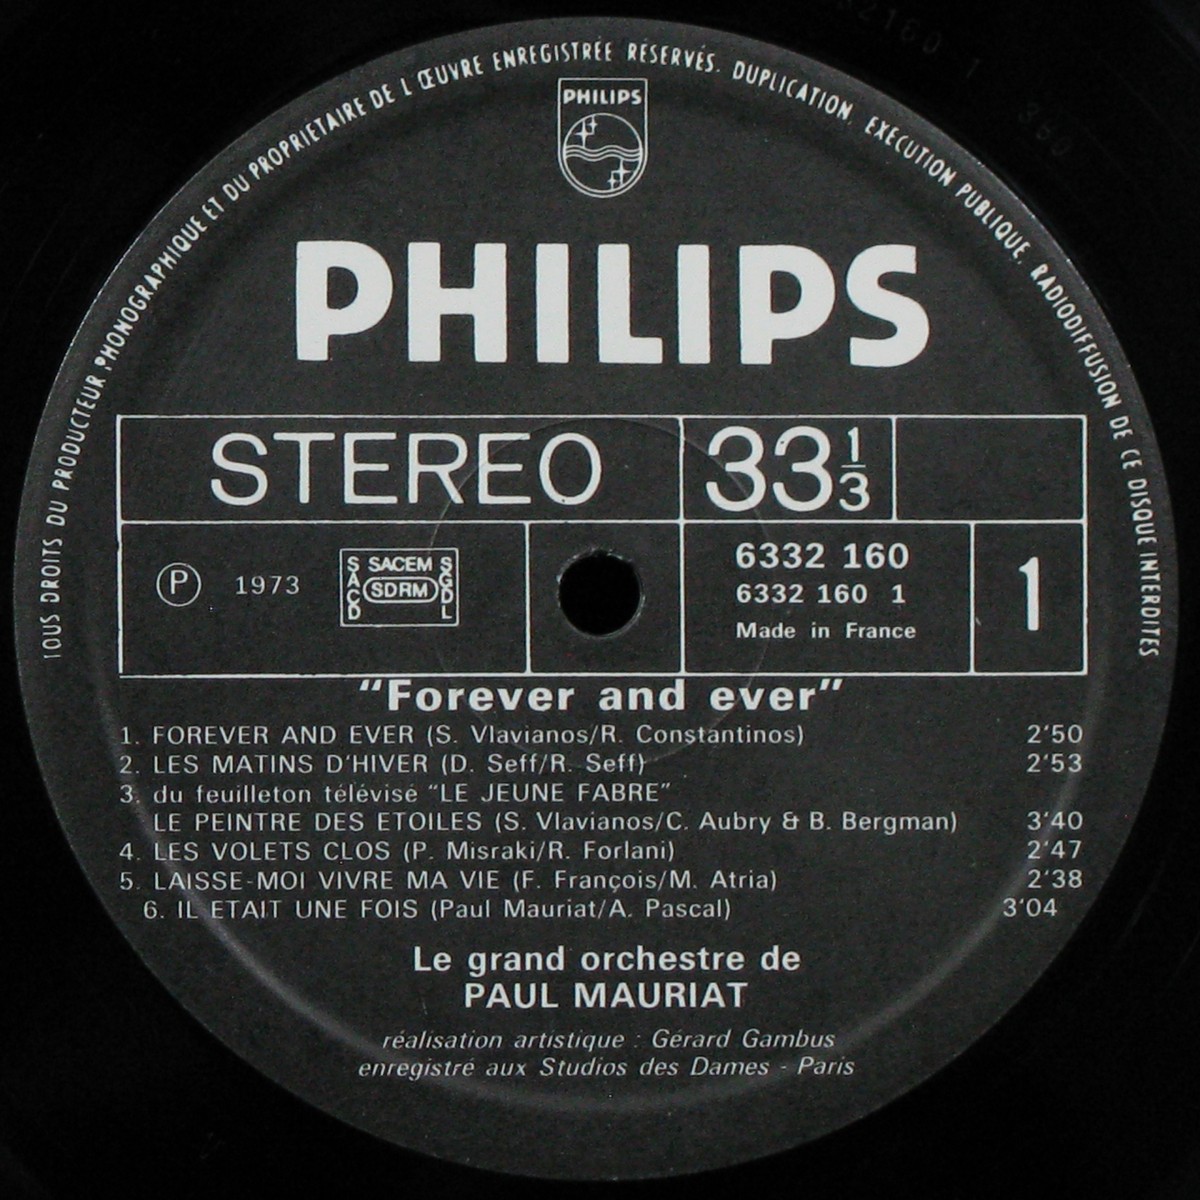 TOUS DROITS DU PRODUCTEUR PHONOGRAPHIQUE ET DU PROPRIÉTAIRE DE L'ŒUVRE ENREGISTRÉE RÉSERVÉS. DUPLICATION, EXÉCUTION PUBLIQUE, RADIODIFFUSION DE CE DISQUE INTERDITES
PHILIPS
PHILIPS
STEREO 33 1/3
Ⓟ 1973
SACEM
SACD SDRM SGDL
6332 160
6332 160 1
Made in France
1
"Forever and ever"
1. FOREVER AND EVER (S. Vlavianos/R. Constantinos) 2'50
2. LES MATINS D'HIVER (D. Seff/R. Seff) 2'53
3. du feuilleton télévisé "LE JEUNE FABRE"
LE PEINTRE DES ETOILES (S. Vlavianos/C. Aubry & B. Bergman) 3'40
4. LES VOLETS CLOS (P. Misraki/R. Forlani) 2'47
5. LAISSE-MOI VIVRE MA VIE (F. François/M. Atria) 2'38
6. IL ETAIT UNE FOIS (Paul Mauriat/A. Pascal) 3'04
Le grand orchestre de
PAUL MAURIAT
réalisation artistique : Gérard Gambus
enregistré aux Studios des Dames - Paris